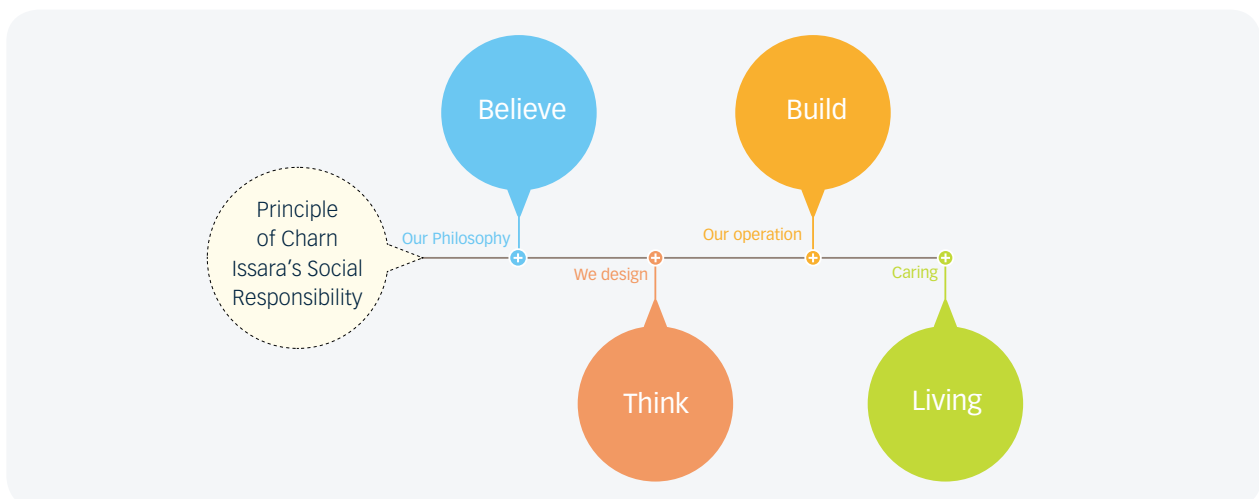 Principle
of Charn
Issara's Social
Responsibility
Our Philosophy
Believe
We design
Think
Our operation
Build
Caring
Living